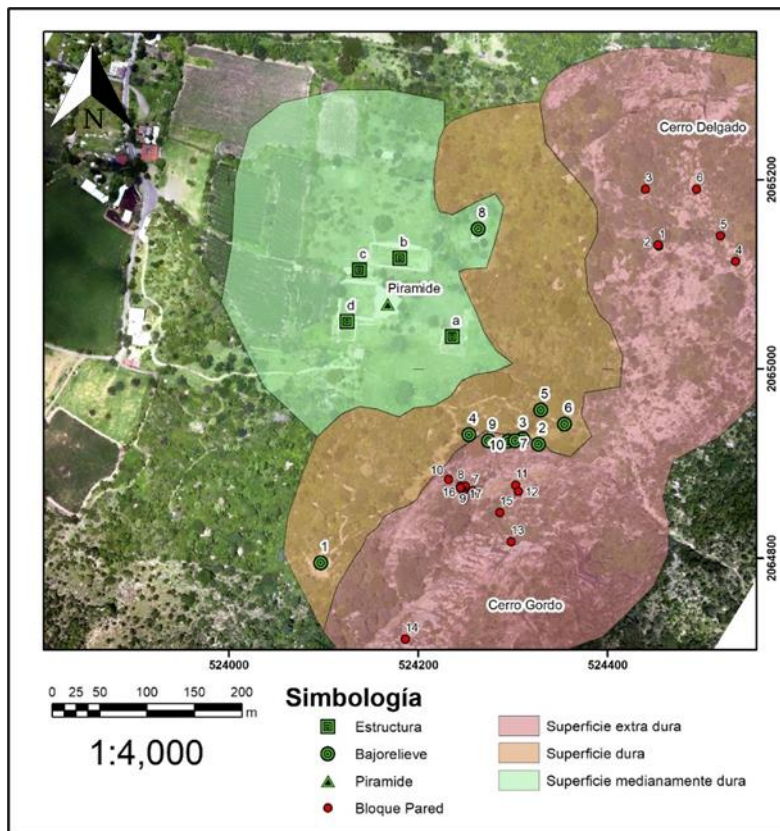 N
Cerro Delgado
3
6
2065200
8
1
5
2
4
b
c
Piramide
d
a
2065000
5
6
4
9
3
2
10
7
10
8
7
11
16
17
12
9
15
13
2064800
1
Cerro Gordo
14
524000
524200
524400
0 25 50 100 150 200
m
1:4,000
Simbología
Estructura
Bajorelieve
Piramide
Bloque Pared
Superficie extra dura
Superficie dura
Superficie medianamente dura